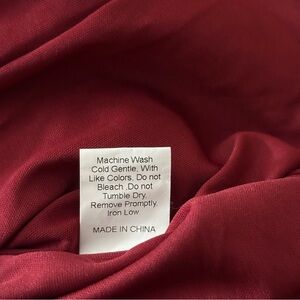 Machine Wash
Cold Gentle, With
Like Colors, Do not
Bleach .Do not
Tumble Dry.
Remove Promptly.
Iron Low
MADE IN CHINA